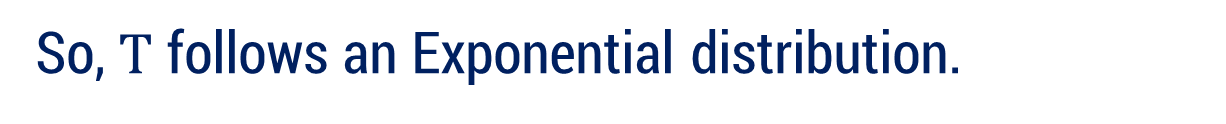 So, T follows an Exponential distribution.